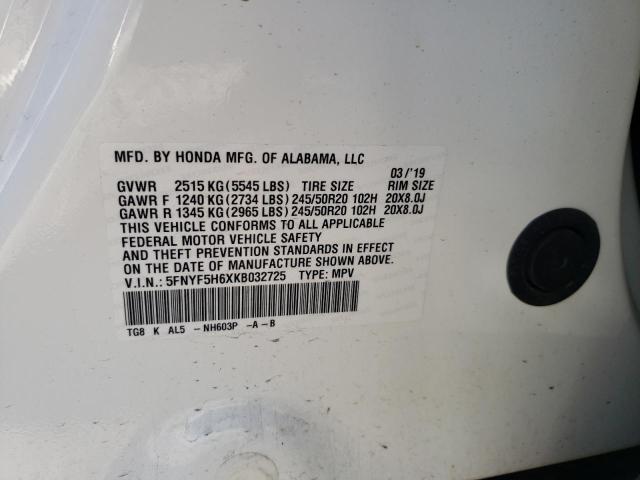 MFD. BY HONDA MFG. OF ALABAMA, LLC
03/'19
GVWR 2515 KG (5545 LBS) TIRE SIZE RIM SIZE
GAWR F 1240 KG (2734 LBS) 245/50R20 102H 20X8.0J
GAWR R 1345 KG (2965 LBS) 245/50R20 102H 20X8.0J
THIS VEHICLE CONFORMS TO ALL APPLICABLE
FEDERAL MOTOR VEHICLE SAFETY
AND THEFT PREVENTION STANDARDS IN EFFECT
ON THE DATE OF MANUFACTURE SHOWN ABOVE.
V.I.N.: 5FNYF5H6XKB032725 TYPE: MPV
TG8 K AL5 - NH603P -A-B